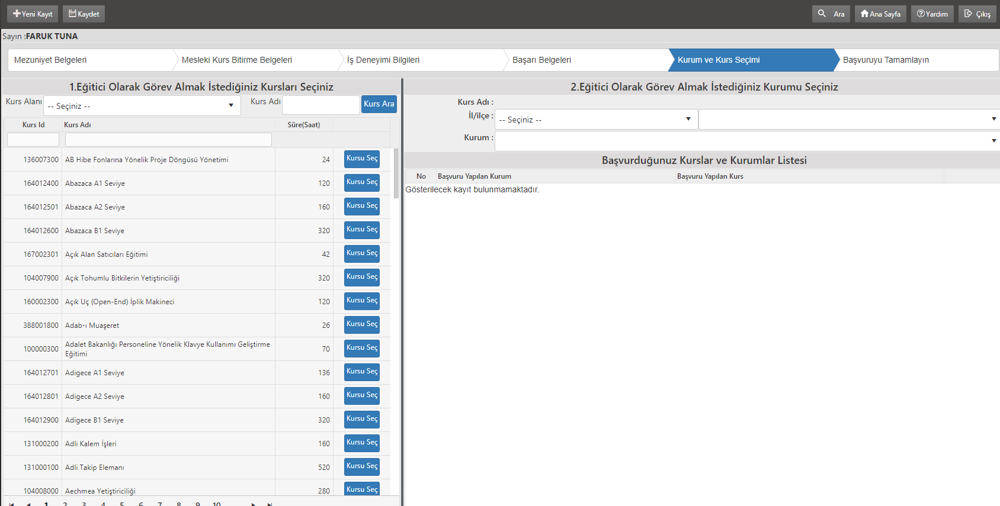 Yeni Kayıt Kaydet Ara Ana Sayfa Yardım Çıkış
Sayın :FARUK TUNA
Mezuniyet Belgeleri Mesleki Kurs Bitirme Belgeleri İş Deneyimi Bilgileri Başarı Belgeleri Kurum ve Kurs Seçimi Başvuruyu Tamamlayın
1.Eğitici Olarak Görev Almak İstediğiniz Kursları Seçiniz
Kurs Alanı -- Seçiniz -- Kurs Adı Kurs Ara
Kurs Id Kurs Adı Süre(Saat)
136007300 AB Hibe Fonlarına Yönelik Proje Döngüsü Yönetimi 24 Kursu Seç
164012400 Abazaca A1 Seviye 120 Kursu Seç
164012501 Abazaca A2 Seviye 160 Kursu Seç
164012600 Abazaca B1 Seviye 320 Kursu Seç
167002301 Açık Alan Satıcıları Eğitimi 42 Kursu Seç
104007900 Açık Tohumlu Bitkilerin Yetiştiriciliği 320 Kursu Seç
160002300 Açık Uç (Open-End) İplik Makineci 120 Kursu Seç
388001800 Adab-ı Muaşeret 26 Kursu Seç
100000300 Adalet Bakanlığı Personeline Yönelik Klavye Kullanımı Geliştirme
Eğitimi 70 Kursu Seç
164012701 Adigece A1 Seviye 136 Kursu Seç
164012801 Adigece A2 Seviye 160 Kursu Seç
164012900 Adigece B1 Seviye 320 Kursu Seç
131000200 Adli Kalem İşleri 160 Kursu Seç
131000100 Adli Takip Elemanı 520 Kursu Seç
104008000 Aechmea Yetiştiriciliği 280 Kursu Seç
1 2 3 4 5 6 7 8 9 10
2.Eğitici Olarak Görev Almak İstediğiniz Kurumu Seçiniz
Kurs Adı :
İl/ilçe : -- Seçiniz --
Kurum :
Başvurduğunuz Kurslar ve Kurumlar Listesi
No Başvuru Yapılan Kurum Başvuru Yapılan Kurs
Gösterilecek kayıt bulunmamaktadır.